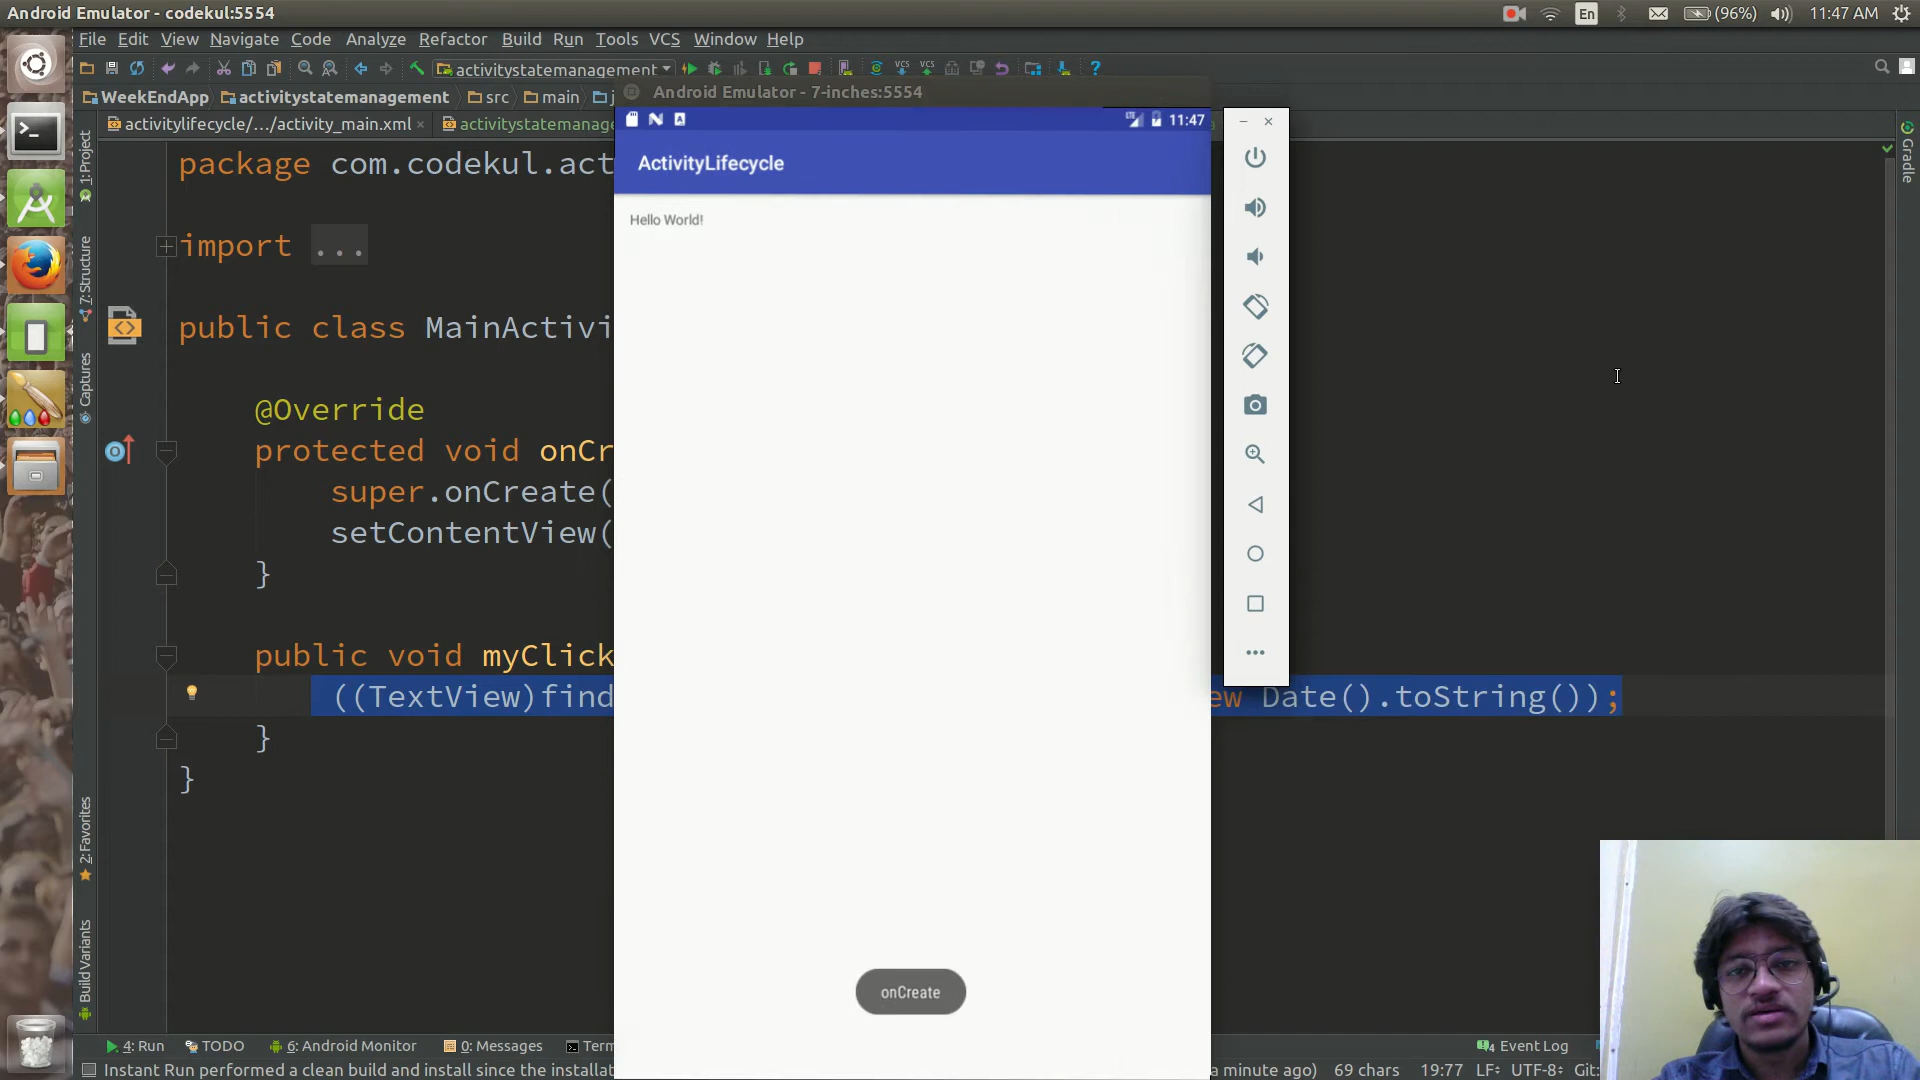 Android Emulator - codekul:5554
En
(96%)
11:47 AM
File Edit View Navigate Code Analyze Refactor Build Run Tools VCS Window Help
activitystatemanagement
WeekEndApp activitystatemanagement src main
Android Emulator - 7-inches:5554
activitylifecycle/.../activity_main.xml
activitystatemanage
11:47
ActivityLifecycle
Hello World!
onCreate
package com.codekul.act
import ...
public class MainActivi
@Override
protected void onCr
super.onCreate(
setContentView(
}
public void myClick
((TextView)find
ew Date().toString());
}
}
1: Project
7: Structure
Captures
2: Favorites
Build Variants
Gradle
4: Run TODO 6: Android Monitor 0: Messages Term
Event Log
Instant Run performed a clean build and install since the installat
a minute ago) 69 chars 19:77 LF÷ UTF-8÷ Git: